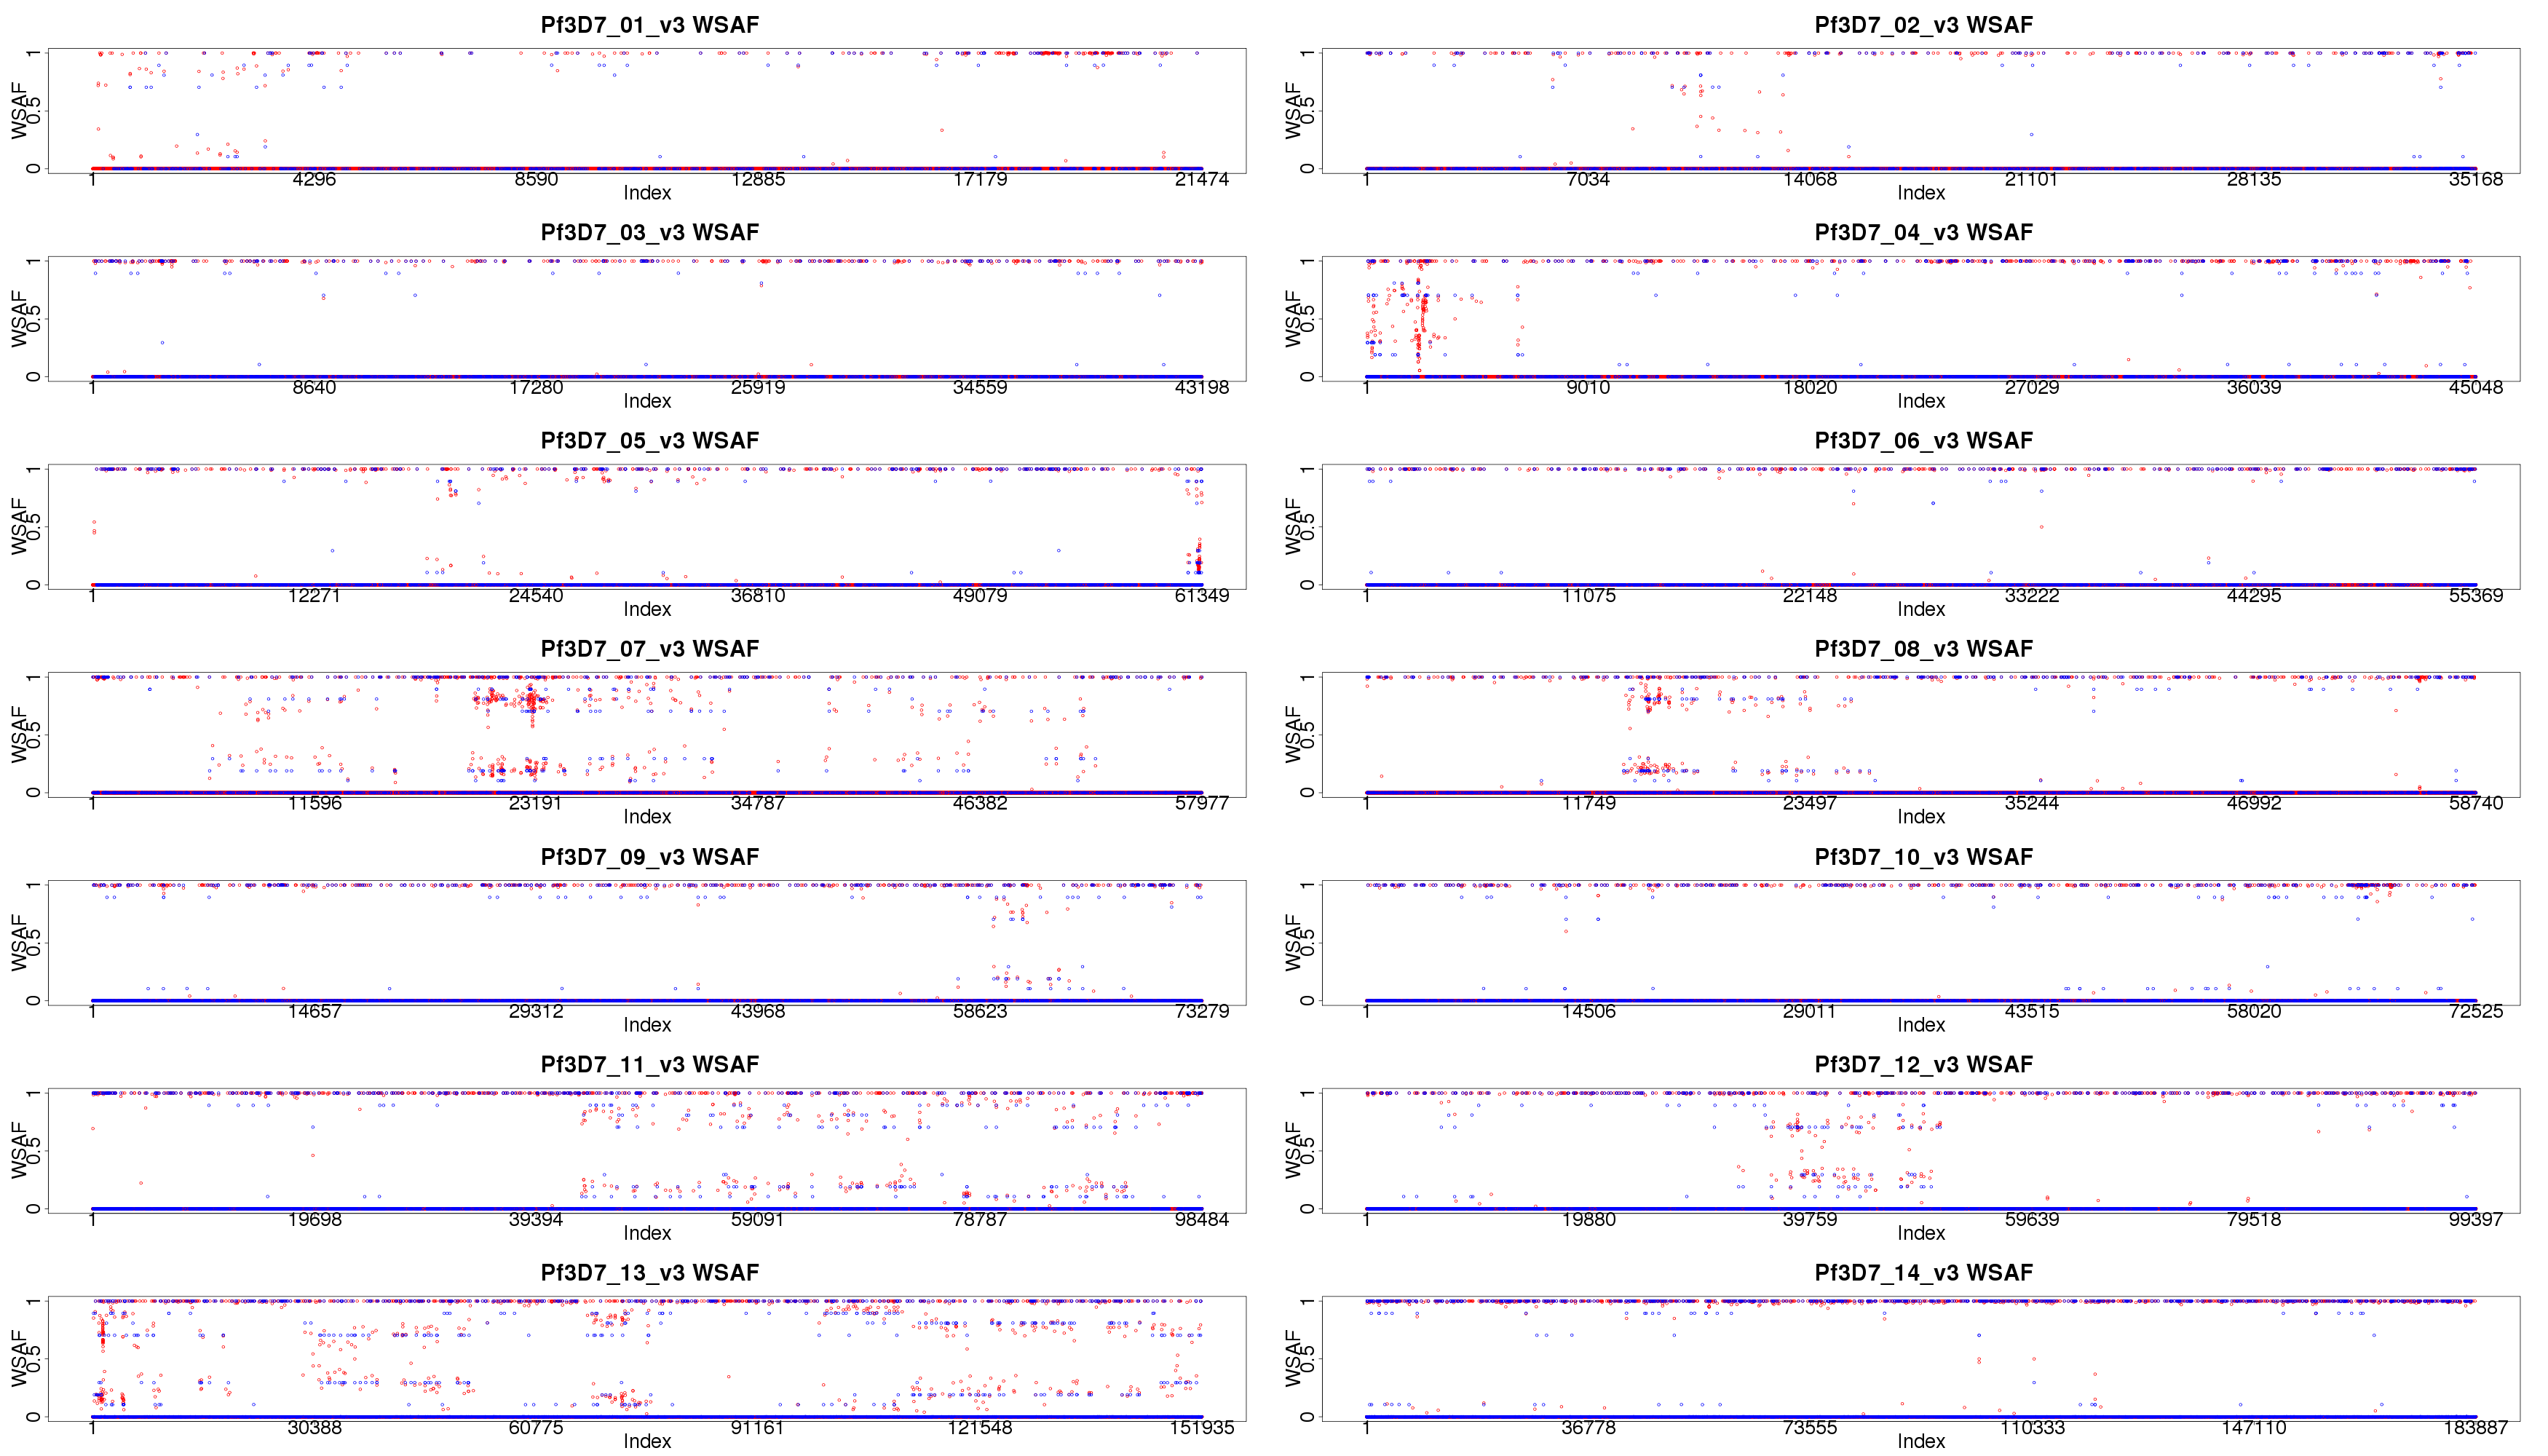 Pf3D7_01_v3 WSAF
WSAF
0 0.5 1
1 4296 8590 12885 17179 21474
Index
Pf3D7_02_v3 WSAF
WSAF
0 0.5 1
1 7034 14068 21101 28135 35168
Index
Pf3D7_03_v3 WSAF
WSAF
0 0.5 1
1 8640 17280 25919 34559 43198
Index
Pf3D7_04_v3 WSAF
WSAF
0 0.5 1
1 9010 18020 27029 36039 45048
Index
Pf3D7_05_v3 WSAF
WSAF
0 0.5 1
1 12271 24540 36810 49079 61349
Index
Pf3D7_06_v3 WSAF
WSAF
0 0.5 1
1 11075 22148 33222 44295 55369
Index
Pf3D7_07_v3 WSAF
WSAF
0 0.5 1
1 11596 23191 34787 46382 57977
Index
Pf3D7_08_v3 WSAF
WSAF
0 0.5 1
1 11749 23497 35244 46992 58740
Index
Pf3D7_09_v3 WSAF
WSAF
0 0.5 1
1 14657 29312 43968 58623 73279
Index
Pf3D7_10_v3 WSAF
WSAF
0 0.5 1
1 14506 29011 43515 58020 72525
Index
Pf3D7_11_v3 WSAF
WSAF
0 0.5 1
1 19698 39394 59091 78787 98484
Index
Pf3D7_12_v3 WSAF
WSAF
0 0.5 1
1 19880 39759 59639 79518 99397
Index
Pf3D7_13_v3 WSAF
WSAF
0 0.5 1
1 30388 60775 91161 121548 151935
Index
Pf3D7_14_v3 WSAF
WSAF
0 0.5 1
1 36778 73555 110333 147110 183887
Index